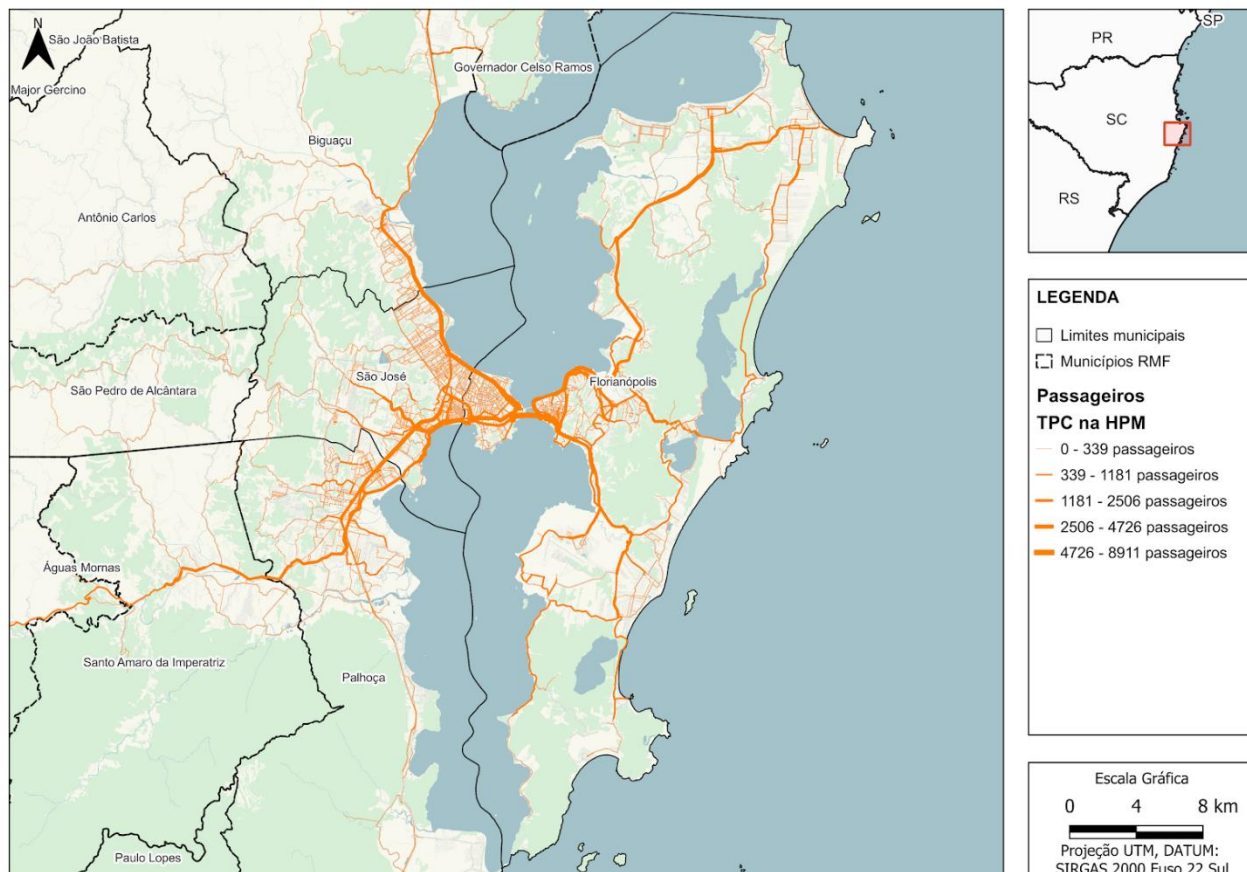 N
São João Batista
Major Gercino
Governador Celso Ramos
Biguaçu
Antônio Carlos
São José
Florianópolis
São Pedro de Alcântara
Águas Mornas
Santo Amaro da Imperatriz
Palhoça
Paulo Lopes
SP
PR
SC
RS
LEGENDA
Limites municipais
Municípios RMF
Passageiros
TPC na HPM
0 - 339 passageiros
339 - 1181 passageiros
1181 - 2506 passageiros
2506 - 4726 passageiros
4726 - 8911 passageiros
Escala Gráfica
0 4 8 km
Projeção UTM, DATUM:
SIRGAS 2000 Fuso 22 Sul